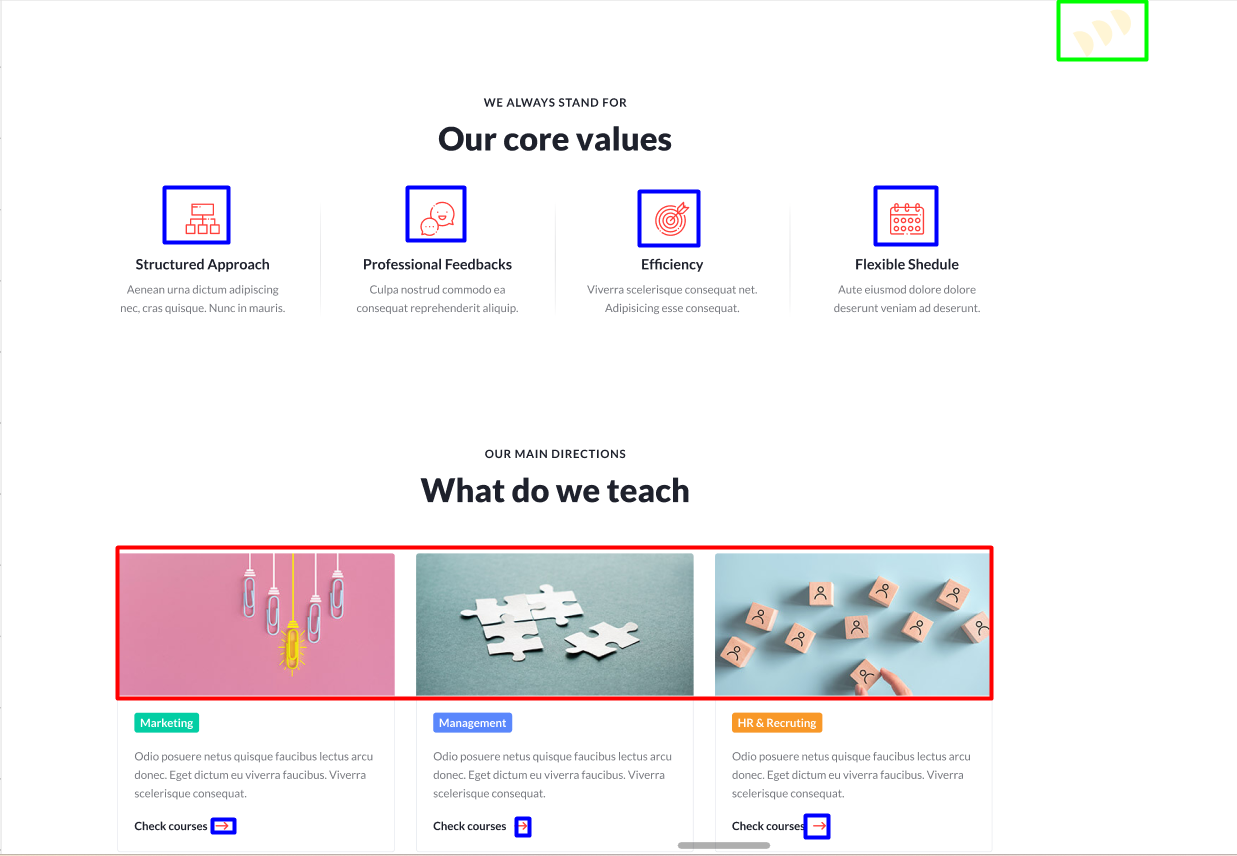 WE ALWAYS STAND FOR
Our core values
Structured Approach
Aenean urna dictum adipiscing
nec, cras quisque. Nunc in mauris.
Professional Feedbacks
Culpa nostrud commodo ea
consequat reprehenderit aliquip.
Efficiency
Viverra scelerisque consequat net.
Adipisicing esse consequat.
Flexible Shedule
Aute eiusmod dolore dolore
deserunt veniam ad deserunt.
OUR MAIN DIRECTIONS
What do we teach
Marketing
Odio posuere netus quisque faucibus lectus arcu
donec. Eget dictum eu viverra faucibus. Viverra
scelerisque consequat.
Check courses
Management
Odio posuere netus quisque faucibus lectus arcu
donec. Eget dictum eu viverra faucibus. Viverra
scelerisque consequat.
Check courses
HR & Recruting
Odio posuere netus quisque faucibus lectus arcu
donec. Eget dictum eu viverra faucibus. Viverra
scelerisque consequat.
Check courses